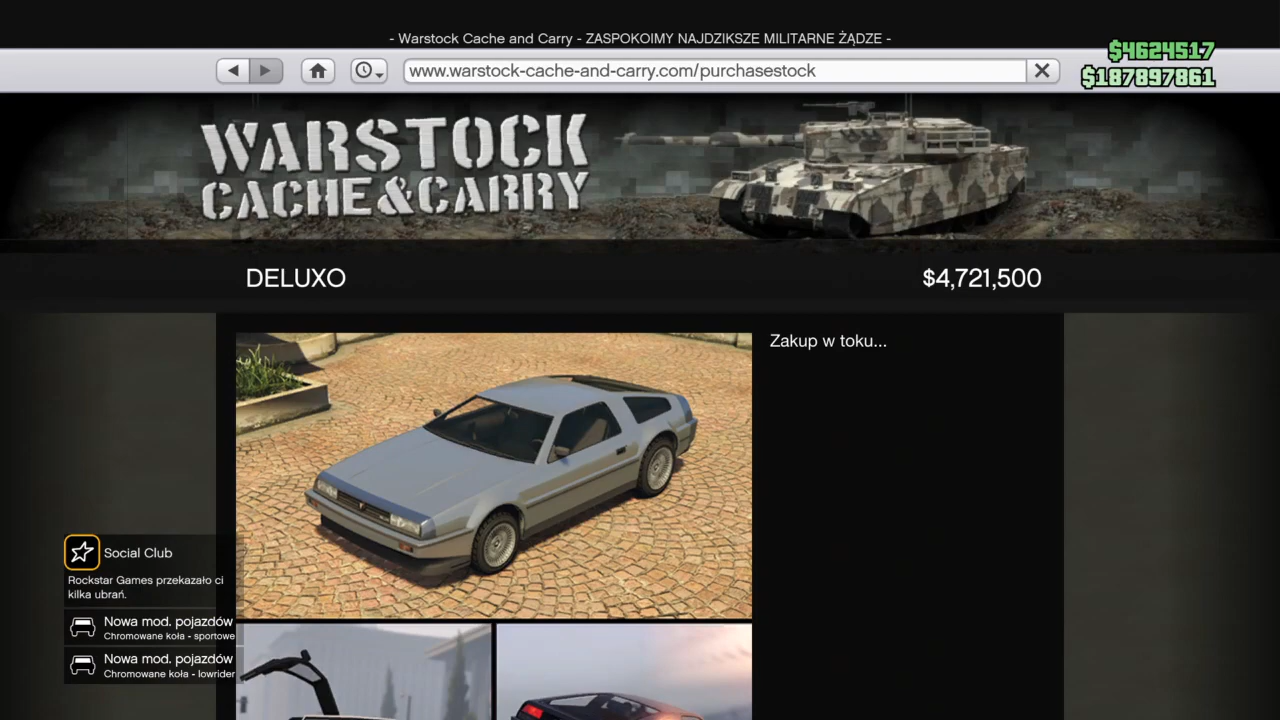 - Warstock Cache and Carry - ZASPOKOIMY NAJDZIKSZE MILITARNE ŻĄDZE -
$4624517
www.warstock-cache-and-carry.com/purchasestock
$187897861
WARSTOCK
CACHE&CARRY
DELUXO
$4,721,500
Zakup w toku...
Social Club
Rockstar Games przekazało ci
kilka ubrań.
Nowa mod. pojazdów
Chromowane koła - sportowe
Nowa mod. pojazdów
Chromowane koła - lowrider